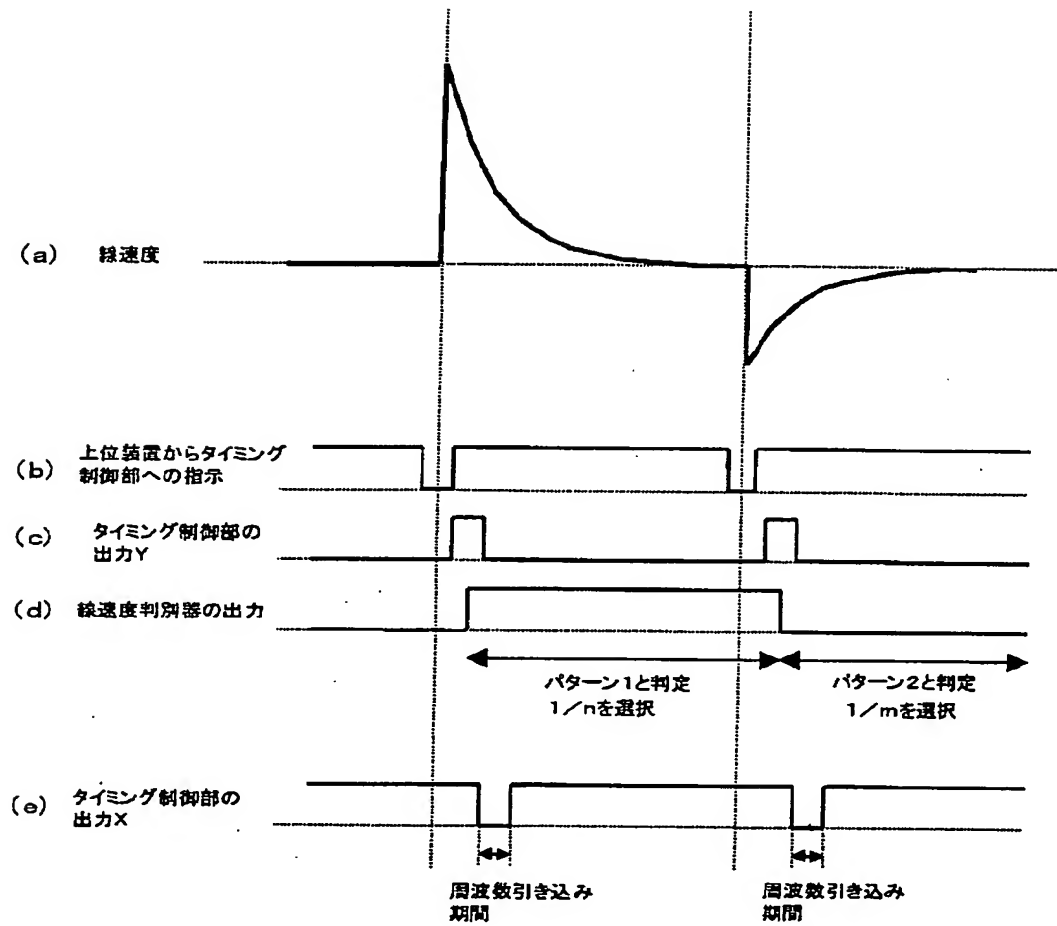 (a) 線速度
(b) 上位装置からタイミング
制御部への指示
(c) タイミング制御部の
出力Y
(d) 線速度判別器の出力
パターン1と判定
1/nを選択
パターン2と判定
1/mを選択
(e) タイミング制御部の
出力X
周波数引き込み
期間
周波数引き込み
期間